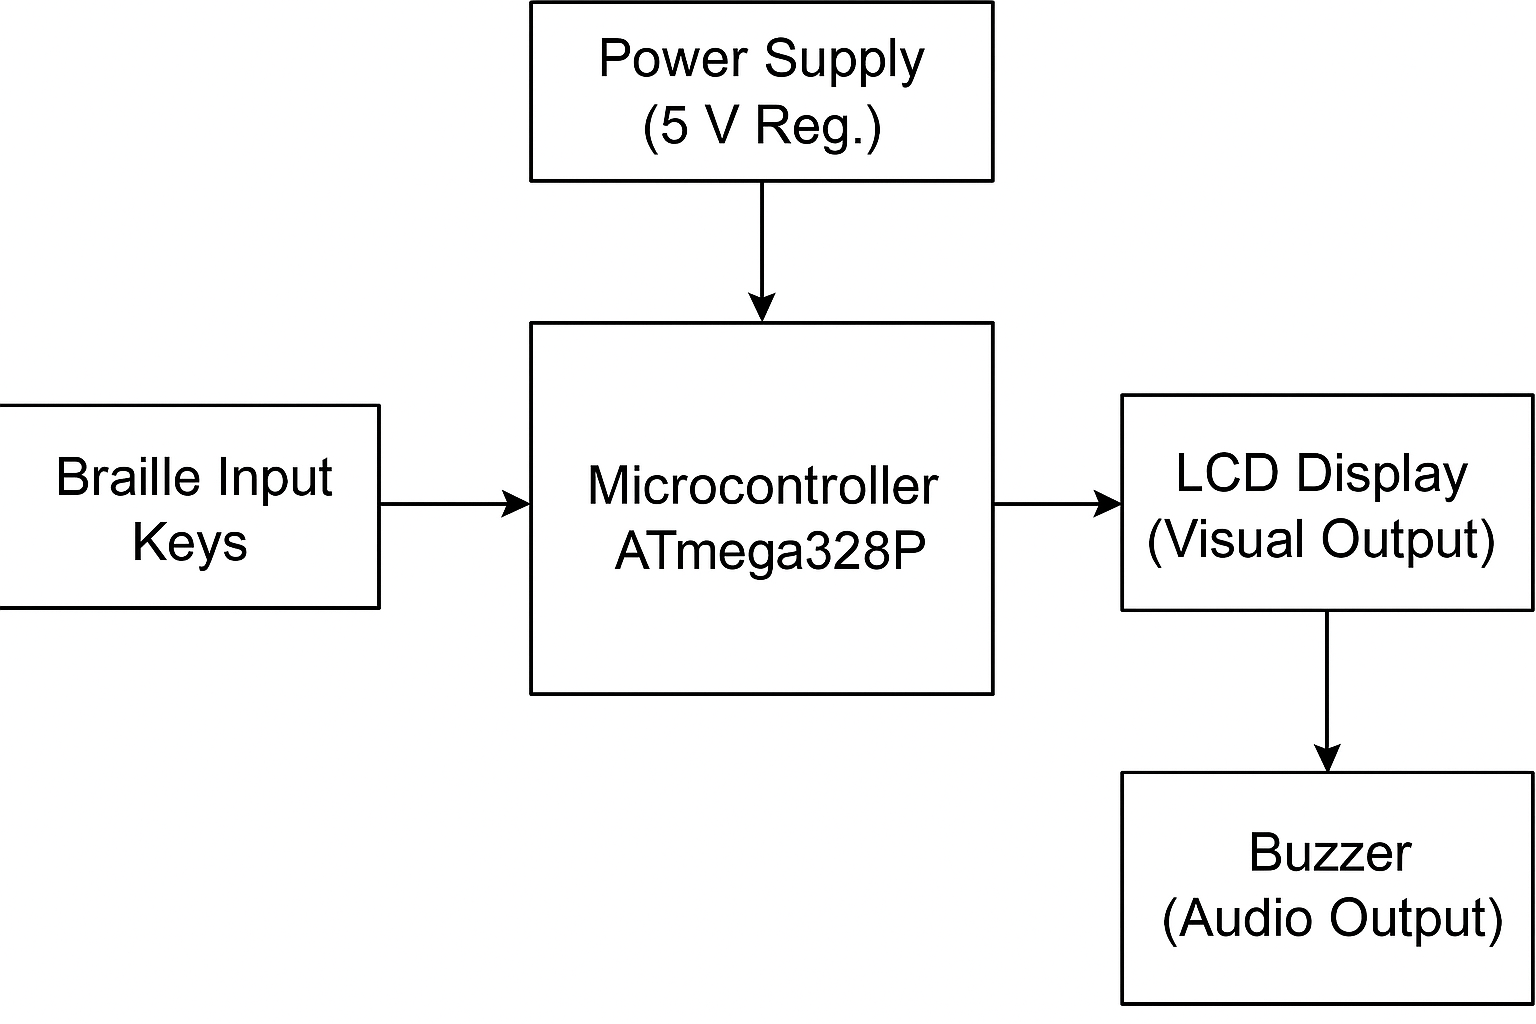 Power Supply
(5 V Reg.)
Braille Input
Keys
Microcontroller
ATmega328P
LCD Display
(Visual Output)
Buzzer
(Audio Output)